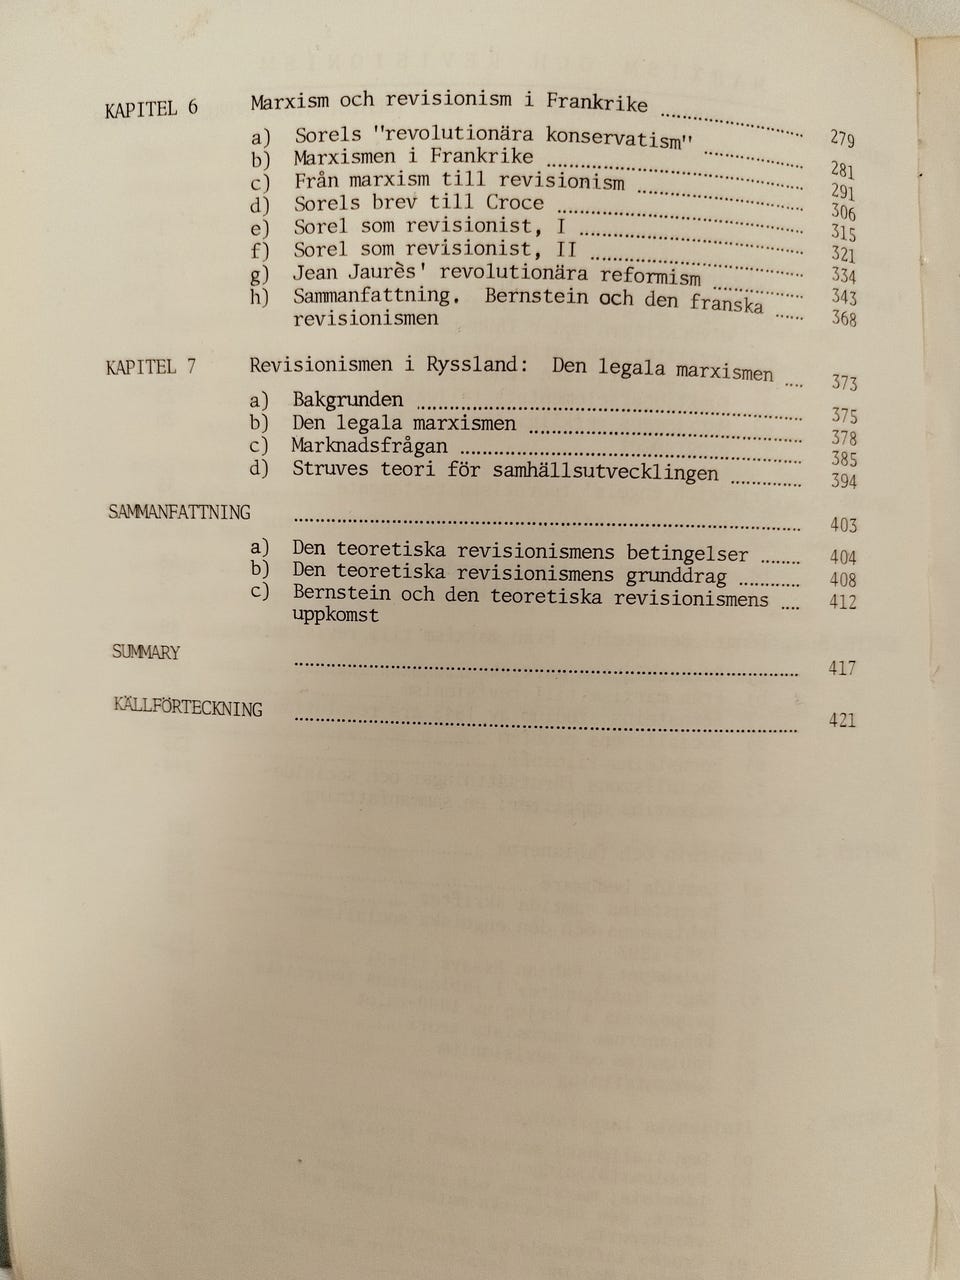 KAPITEL 6 Marxism och revisionism i Frankrike ............ 279
a) Sorels "revolutionära konservatism" ............ 281
b) Marxismen i Frankrike ............ 291
c) Från marxism till revisionism ............ 306
d) Sorels brev till Croce ............ 315
e) Sorel som revisionist, I ............ 321
f) Sorel som revisionist, II ............ 334
g) Jean Jaurès' revolutionära reformism ............ 343
h) Sammanfattning. Bernstein och den franska ..... 368
revisionismen
KAPITEL 7 Revisionismen i Ryssland: Den legala marxismen .... 373
a) Bakgrunden ............ 375
b) Den legala marxismen ............ 378
c) Marknadsfrågan ............ 385
d) Struves teori för samhällsutvecklingen ............ 394
SAMMANFATTNING ............ 403
a) Den teoretiska revisionismens betingelser ....... 404
b) Den teoretiska revisionismens grunddrag ........... 408
c) Bernstein och den teoretiska revisionismens .... 412
uppkomst
SUMMARY ............ 417
KÄLLFÖRTECKNING ............ 421